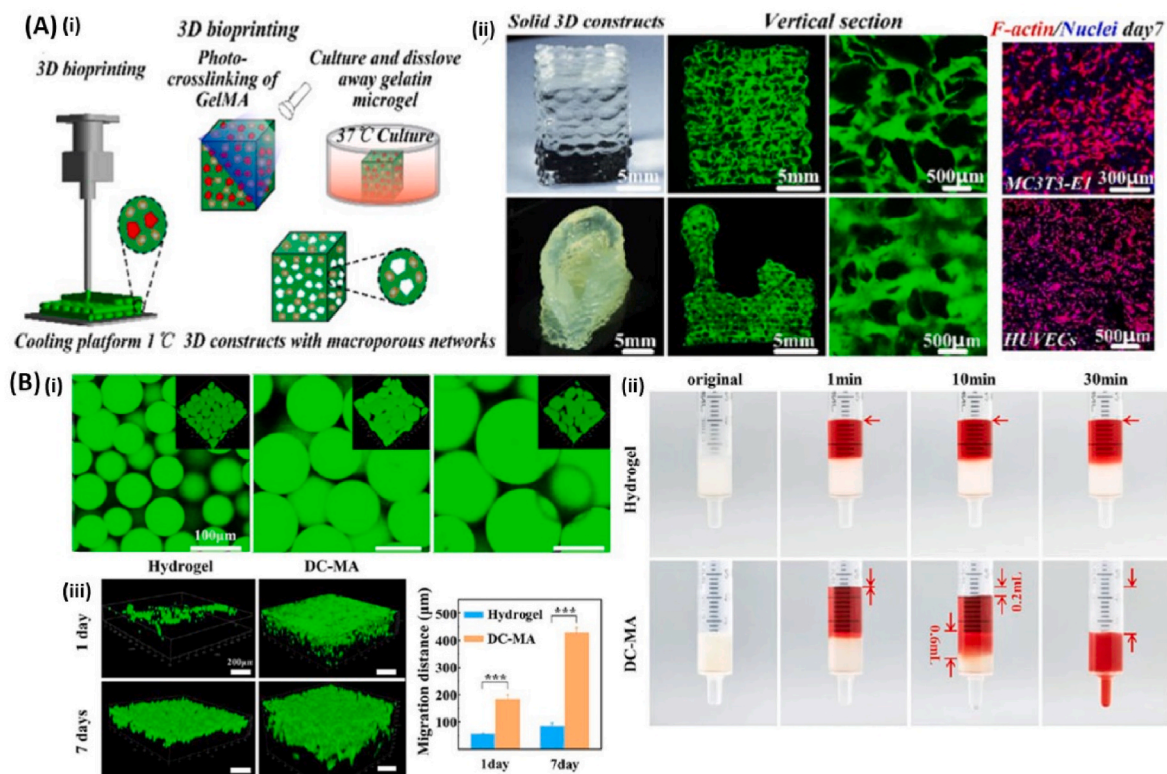 (A) (i)
3D bioprinting
3D bioprinting
Photo-
crosslinking of
GelMA
Culture and disslove
away gelatin
microgel
37℃ Culture
Cooling platform 1℃
3D constructs with macroporous networks
(ii)
Solid 3D constructs
Vertical section
F-actin/Nuclei day7
5mm
5mm
500μm
MC3T3-E1
300μm
5mm
5mm
500μm
HUVECs
500μm
(B) (i)
100μm
(ii)
original
1min
10min
30min
Hydrogel
DC-MA
0.2mL
0.6mL
(iii)
Hydrogel
DC-MA
1 day
200μm
7 days
Migration distance (μm)
500
400
300
200
100
Hydrogel
DC-MA
***
***
1day
7day